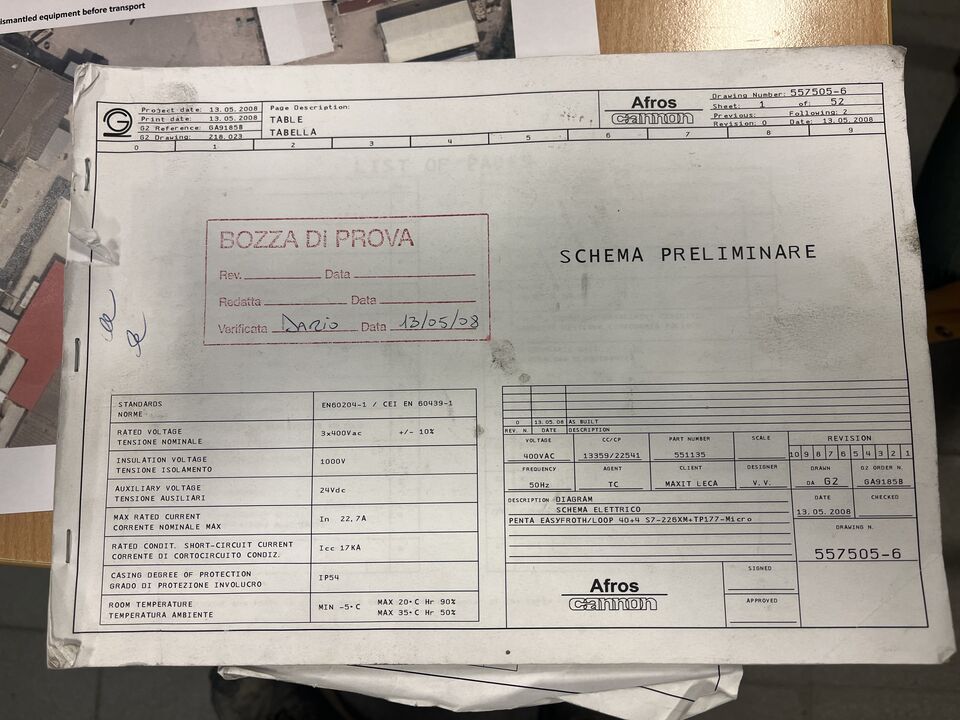 ismantled equipment before transport
Project date: 13.05.2008
Print date: 13.05.2008
G2 Reference: GA9185B
G2 Drawing: 218.023
Page Description:
TABLE
TABELLA
Afros
cannon
Drawing Number: 557505-6
Sheet: 1 of: 52
Previous: Following: 2
Revision: 0 Date: 13.05.2008
0 1 2 3 4 5 6 7 8 9
BOZZA DI PROVA
Rev. Data
Redatta Data
Verificata DARIO Data 13/05/08
SCHEMA PRELIMINARE
STANDARDS
NORME
EN60204-1 / CEI EN 60439-1
RATED VOLTAGE
TENSIONE NOMINALE
3x400Vac +/- 10%
INSULATION VOLTAGE
TENSIONE ISOLAMENTO
1000V
AUXILIARY VOLTAGE
TENSIONE AUSILIARI
24Vdc
MAX RATED CURRENT
CORRENTE NOMINALE MAX
In 22,7A
RATED CONDIT. SHORT-CIRCUIT CURRENT
CORRENTE DI CORTOCIRCUITO CONDIZ.
Icc 17KA
CASING DEGREE OF PROTECTION
GRADO DI PROTEZIONE INVOLUCRO
IP54
ROOM TEMPERATURE
TEMPERATURA AMBIENTE
MIN -5°C
MAX 20°C Hr 90%
MAX 35°C Hr 50%
0 13.05.08 AS BUILT
REV. N. DATE DESCRIPTION
VOLTAGE CC/CP PART NUMBER SCALE
400VAC 13359/22541 551135
FREQUENCY AGENT CLIENT DESIGNER
50Hz TC MAXIT LECA V.V.
REVISION
10 9 8 7 6 5 4 3 2 1
DRAWN G2 ORDER N.
DA G2 GA9185B
DATE CHECKED
13.05.2008
DRAWING N.
557505-6
DESCRIPTION DIAGRAM
SCHEMA ELETTRICO
PENTA EASYFROTH/LOOP 40+4 S7-226XM+TP177-Micro
Afros
cannon
SIGNED
APPROVED